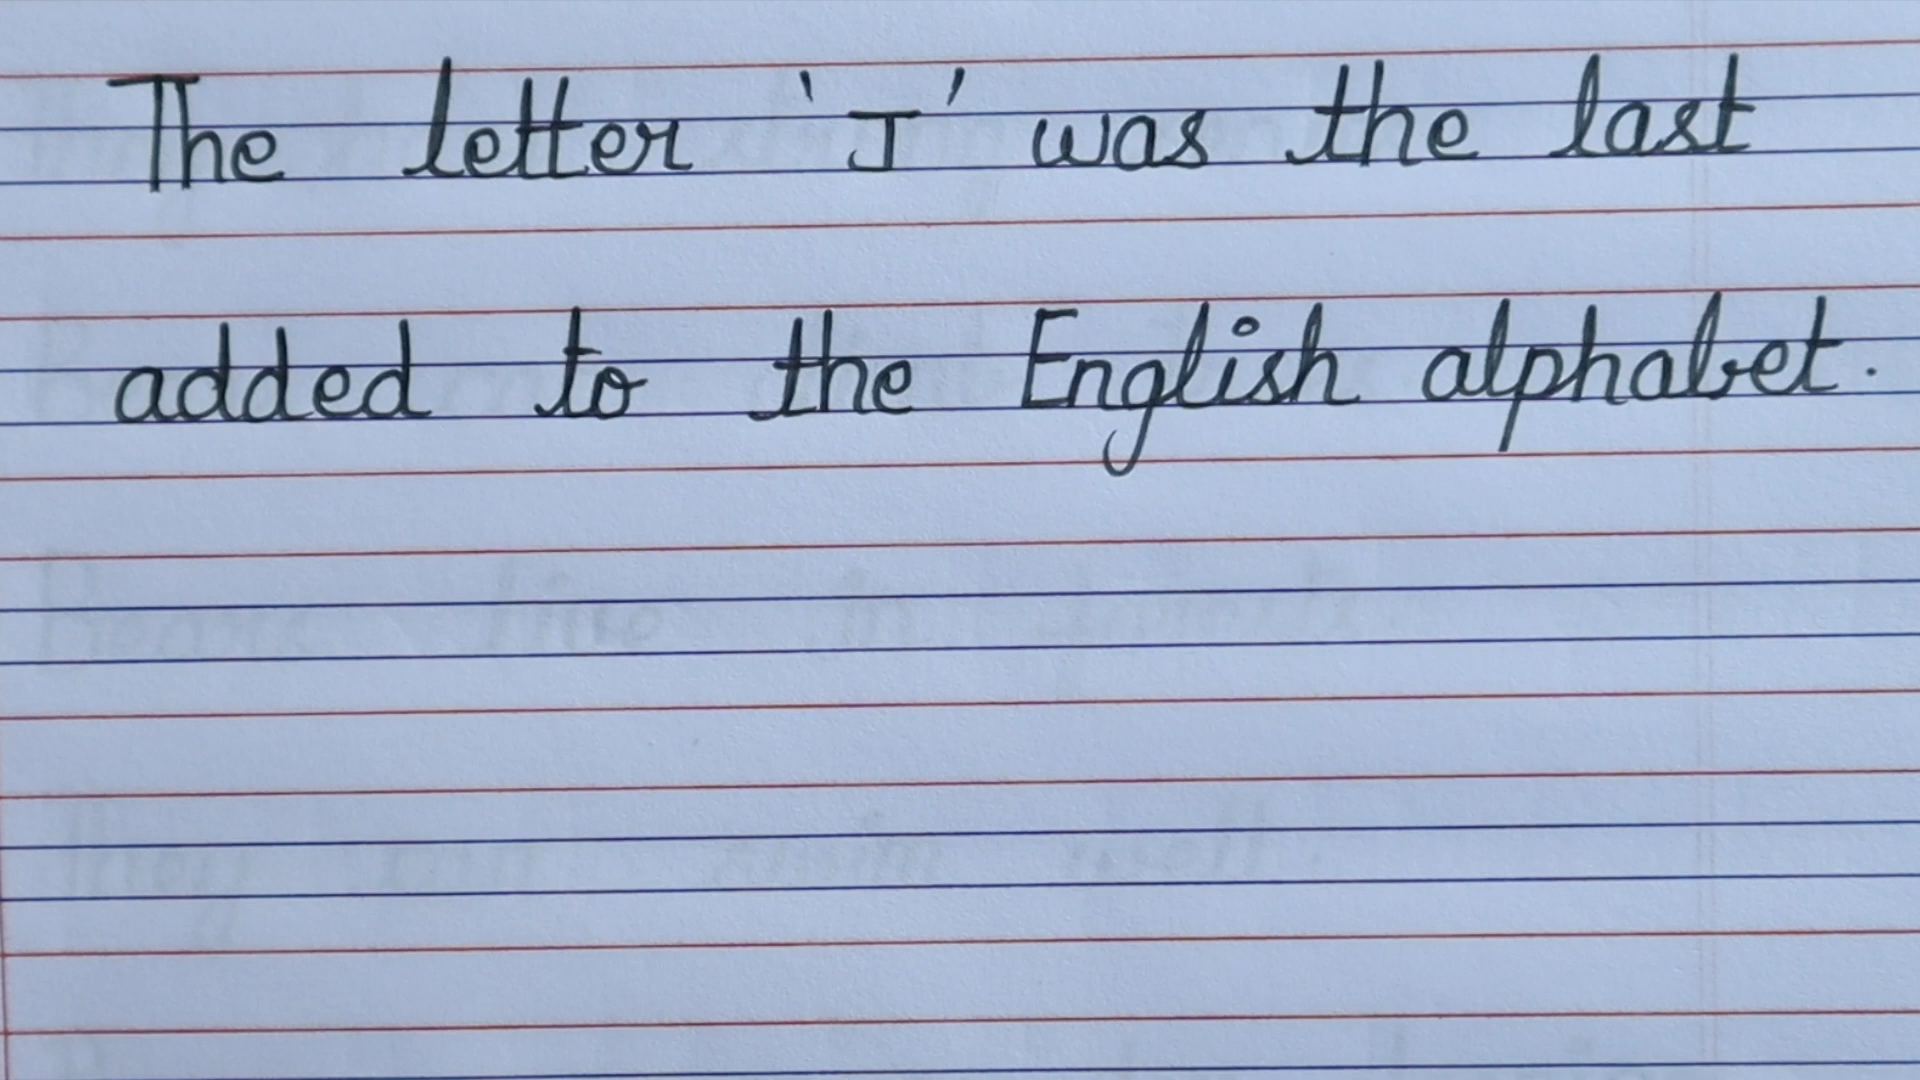 The letter 'J' was the last
added to the English alphabet.